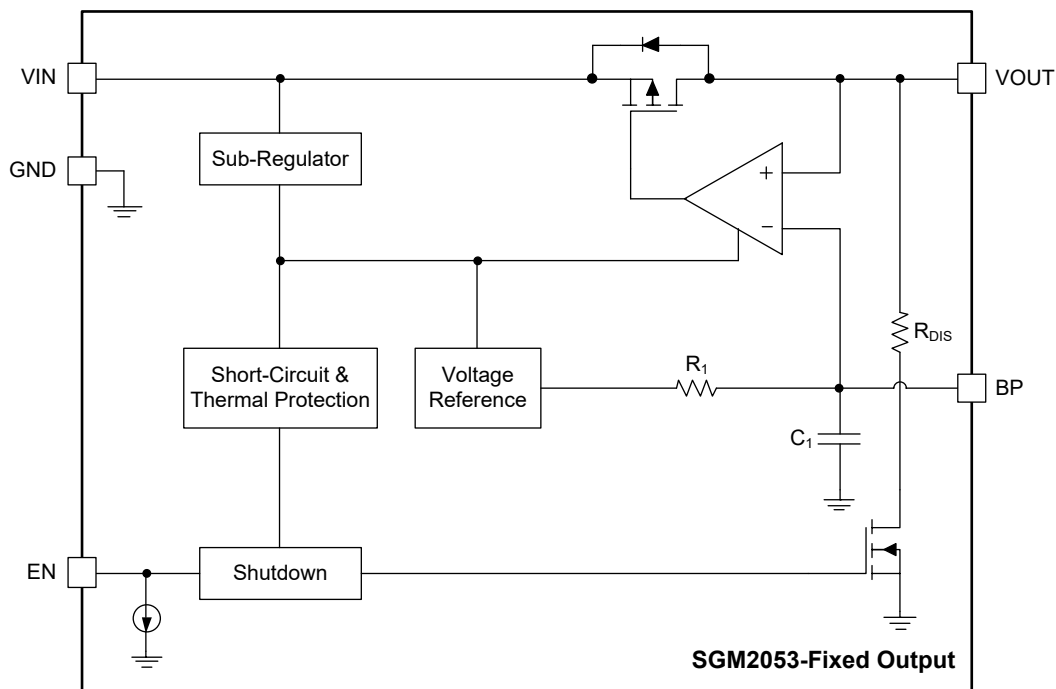 VIN
VOUT
GND
Sub-Regulator
+
−
R_DIS
Short-Circuit &
Thermal Protection
Voltage
Reference
R₁
BP
C₁
EN
Shutdown
SGM2053-Fixed Output